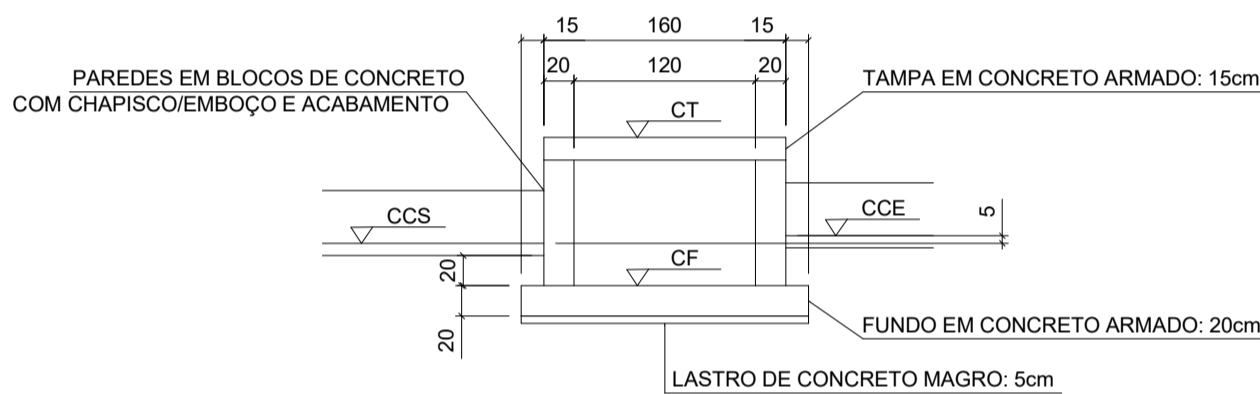 15 160 15
20 120 20
PAREDES EM BLOCOS DE CONCRETO
COM CHAPISCO/EMBOÇO E ACABAMENTO
TAMPA EM CONCRETO ARMADO: 15cm
CT
CCS
CCE
5
CF
20
20
FUNDO EM CONCRETO ARMADO: 20cm
LASTRO DE CONCRETO MAGRO: 5cm